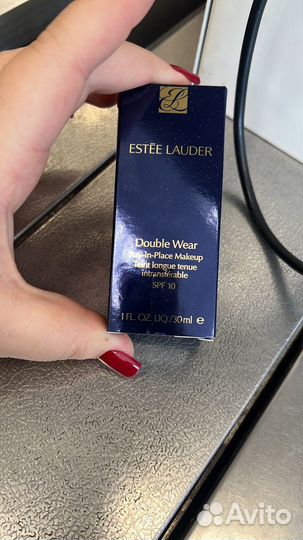 ESTĒE LAUDER
Double Wear
Stay-in-Place Makeup
Teint longue tenue
intransférable
SPF 10
1 FL. OZ. LIQ./30 ml e
Avito